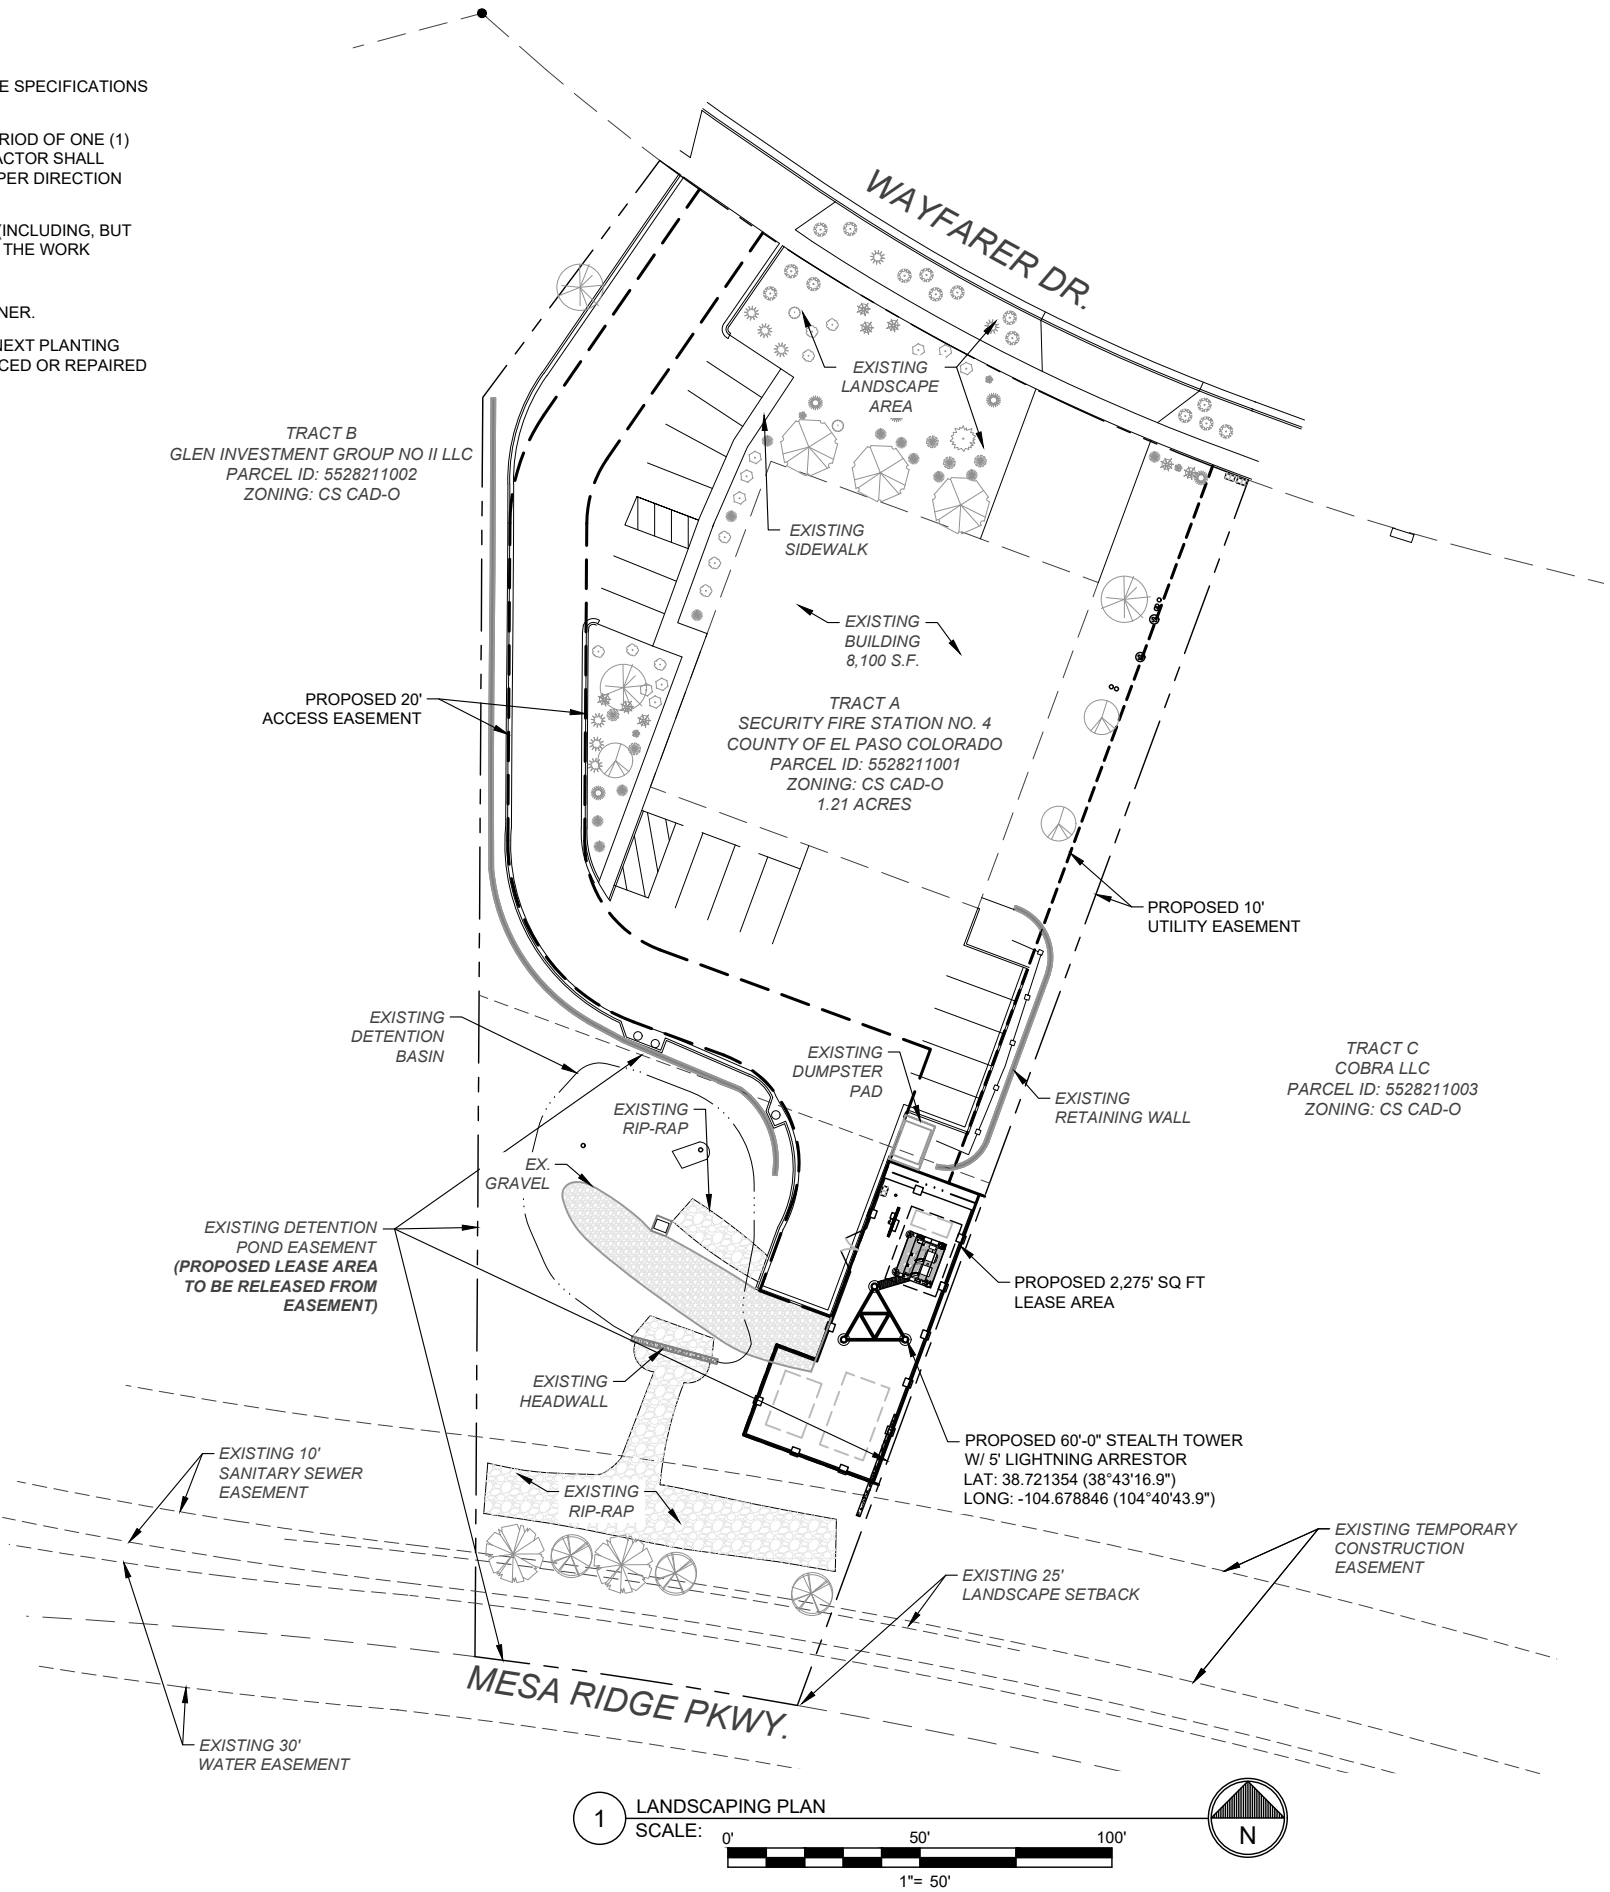 E SPECIFICATIONS
RIOD OF ONE (1)
ACTOR SHALL
PER DIRECTION
(INCLUDING, BUT
THE WORK
NER.
NEXT PLANTING
CED OR REPAIRED
WAYFARER DR.
EXISTING
LANDSCAPE
AREA
TRACT B
GLEN INVESTMENT GROUP NO II LLC
PARCEL ID: 5528211002
ZONING: CS CAD-O
EXISTING
SIDEWALK
EXISTING
BUILDING
8,100 S.F.
PROPOSED 20'
ACCESS EASEMENT
TRACT A
SECURITY FIRE STATION NO. 4
COUNTY OF EL PASO COLORADO
PARCEL ID: 5528211001
ZONING: CS CAD-O
1.21 ACRES
PROPOSED 10'
UTILITY EASEMENT
EXISTING
DETENTION
BASIN
EXISTING
DUMPSTER
PAD
TRACT C
COBRA LLC
PARCEL ID: 5528211003
ZONING: CS CAD-O
EXISTING
RETAINING WALL
EXISTING
RIP-RAP
EX.
GRAVEL
EXISTING DETENTION
POND EASEMENT
(PROPOSED LEASE AREA
TO BE RELEASED FROM
EASEMENT)
PROPOSED 2,275' SQ FT
LEASE AREA
EXISTING
HEADWALL
PROPOSED 60'-0" STEALTH TOWER
W/ 5' LIGHTNING ARRESTOR
LAT: 38.721354 (38°43'16.9")
LONG: -104.678846 (104°40'43.9")
EXISTING 10'
SANITARY SEWER
EASEMENT
EXISTING
RIP-RAP
EXISTING TEMPORARY
CONSTRUCTION
EASEMENT
EXISTING 25'
LANDSCAPE SETBACK
MESA RIDGE PKWY.
EXISTING 30'
WATER EASEMENT
1
LANDSCAPING PLAN
SCALE:
0' 50' 100'
1"= 50'
N